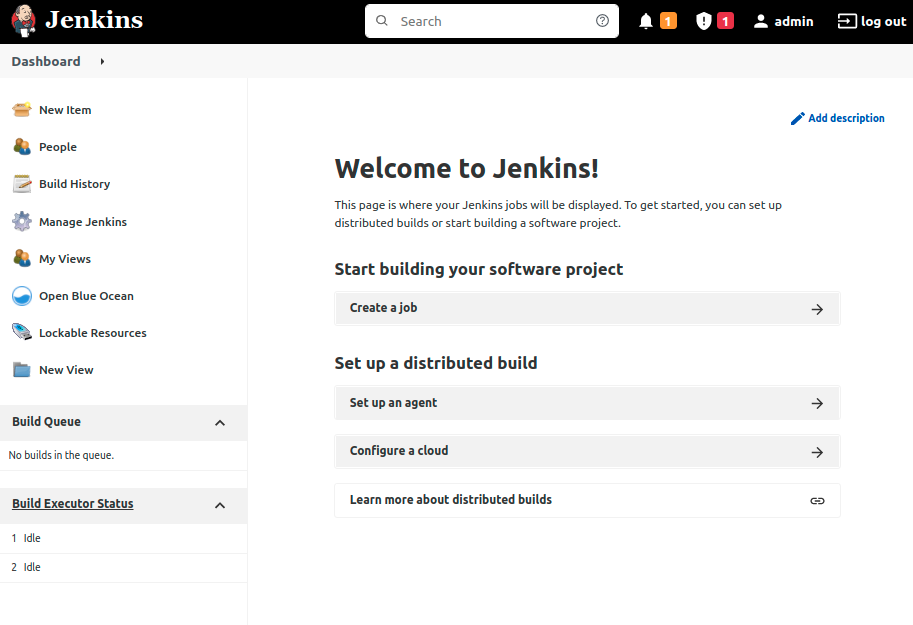 Jenkins
Search
1
1
admin
log out
Dashboard
New Item
People
Build History
Manage Jenkins
My Views
Open Blue Ocean
Lockable Resources
New View
Build Queue
No builds in the queue.
Build Executor Status
1 Idle
2 Idle
Add description
Welcome to Jenkins!
This page is where your Jenkins jobs will be displayed. To get started, you can set up
distributed builds or start building a software project.
Start building your software project
Create a job
Set up a distributed build
Set up an agent
Configure a cloud
Learn more about distributed builds